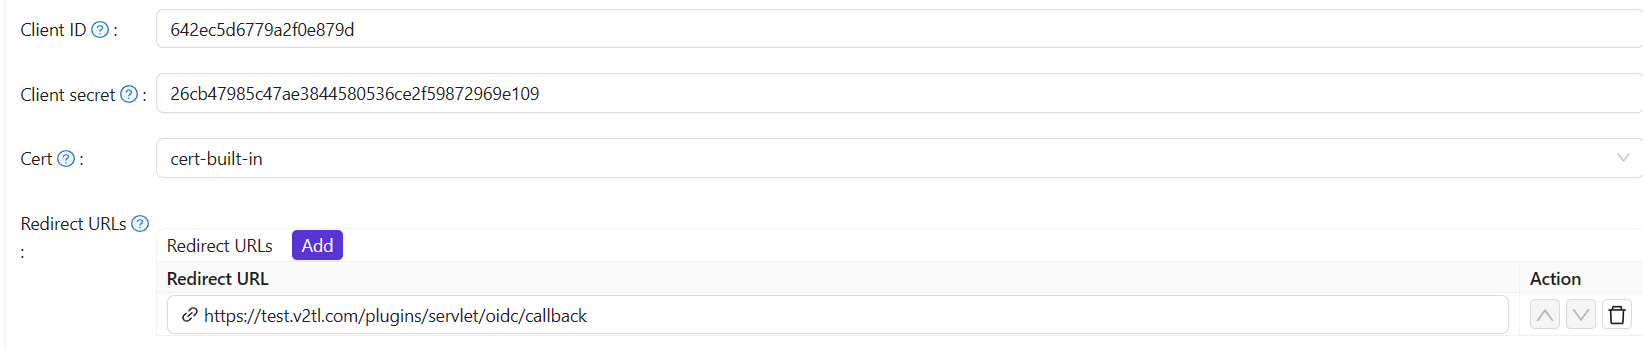 Client ID ? : 642ec5d6779a2f0e879d
Client secret ? : 26cb47985c47ae3844580536ce2f59872969e109
Cert ? : cert-built-in
Redirect URLs ? :
Redirect URLs Add
Redirect URL Action
https://test.v2tl.com/plugins/servlet/oidc/callback